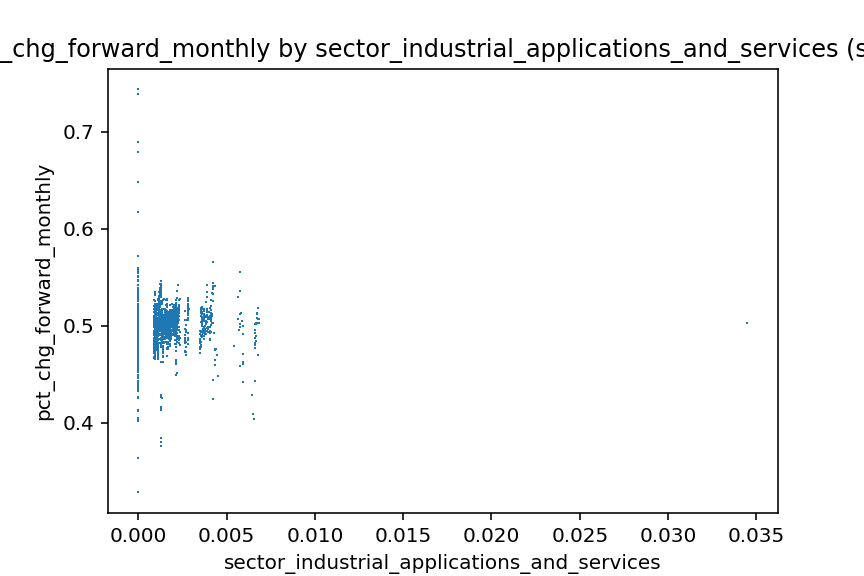 _chg_forward_monthly by sector_industrial_applications_and_services (s
0.7
0.6
0.5
0.4
pct_chg_forward_monthly
0.000 0.005 0.010 0.015 0.020 0.025 0.030 0.035
sector_industrial_applications_and_services